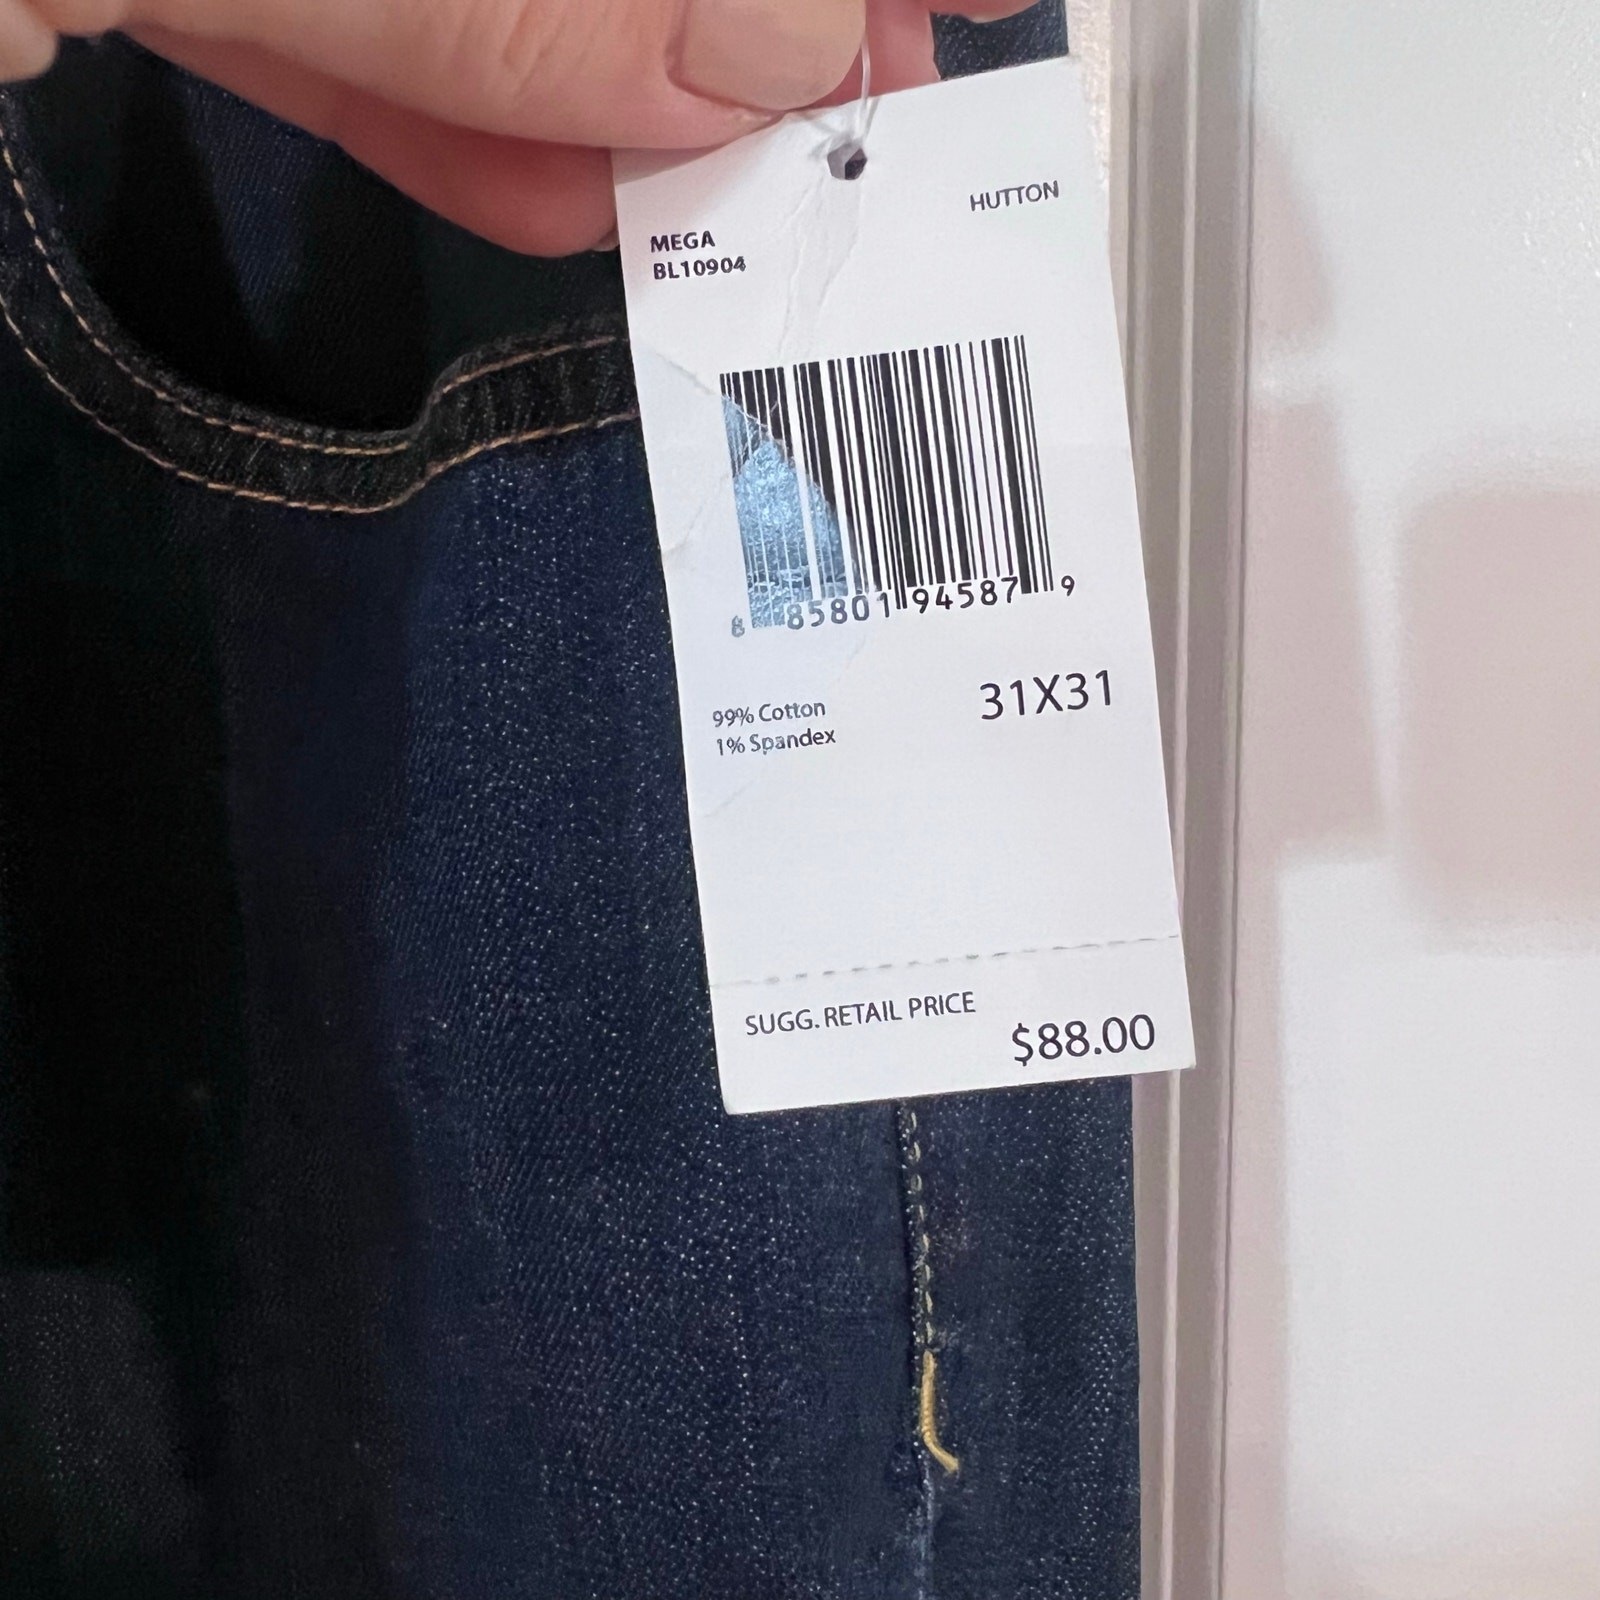 HUTTON
MEGA
BL10904
8 85801 94587 9
99% Cotton
1% Spandex
31X31
SUGG. RETAIL PRICE
$88.00